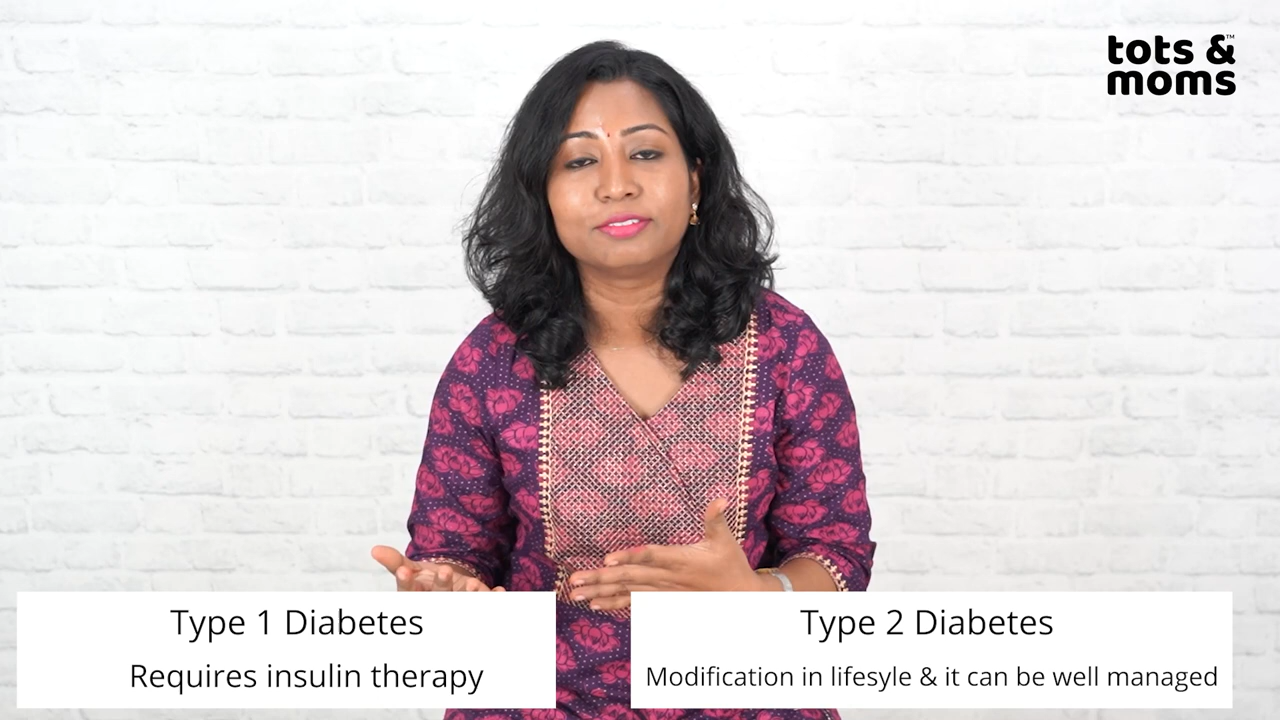 tots &™
moms
Type 1 Diabetes
Requires insulin therapy
Type 2 Diabetes
Modification in lifesyle & it can be well managed